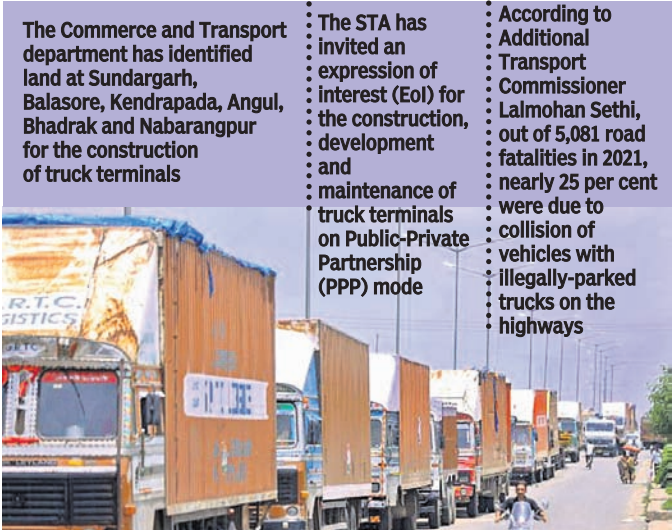 The Commerce and Transport
department has identified
land at Sundargarh,
Balasore, Kendrapada, Angul,
Bhadrak and Nabarangpur
for the construction
of truck terminals
The STA has
invited an
expression of
interest (EoI) for
the construction,
development
and
maintenance of
truck terminals
on Public-Private
Partnership
(PPP) mode
According to
Additional
Transport
Commissioner
Lalmohan Sethi,
out of 5,081 road
fatalities in 2021,
nearly 25 per cent
were due to
collision of
vehicles with
illegally-parked
trucks on the
highways
R.T.C.
GISTICS